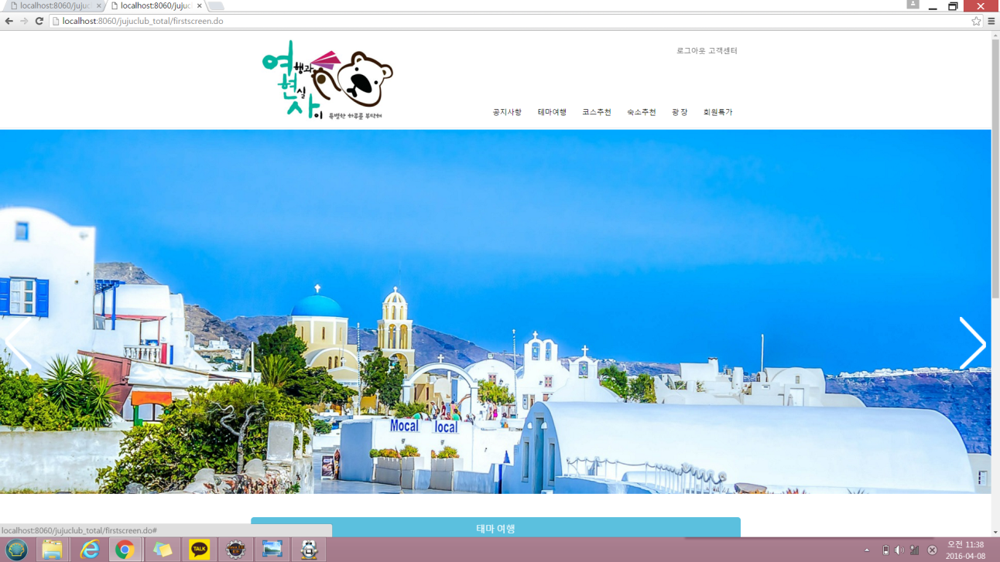 localhost:8060/jujuc
localhost:8060/jujuc
localhost:8060/jujuclub_total/firstscreen.do
로그아웃 고객센터
여행과
현실
사이 특별한 하루를 부탁해
공지사항 테마여행 코스추천 숙소추천 광 장 회원특가
Mocal local
테마 여행
localhost:8060/jujuclub_total/firstscreen.do#
TALK
오전 11:38
2016-04-08